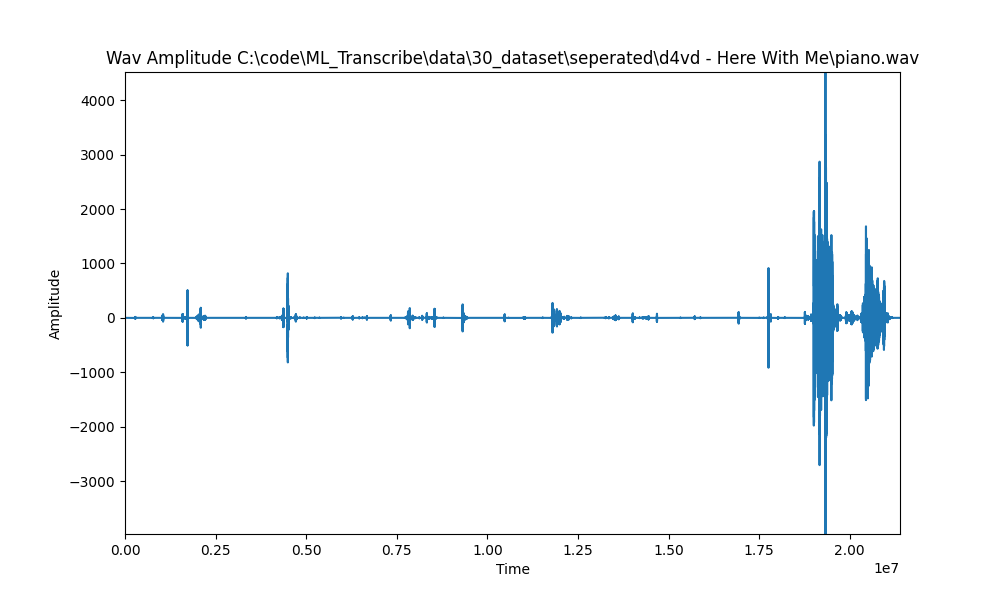 Wav Amplitude C:\code\ML_Transcribe\data\30_dataset\seperated\d4vd - Here With Me\piano.wav
4000
3000
2000
1000
0
−1000
−2000
−3000
Amplitude
0.00 0.25 0.50 0.75 1.00 1.25 1.50 1.75 2.00
1e7
Time